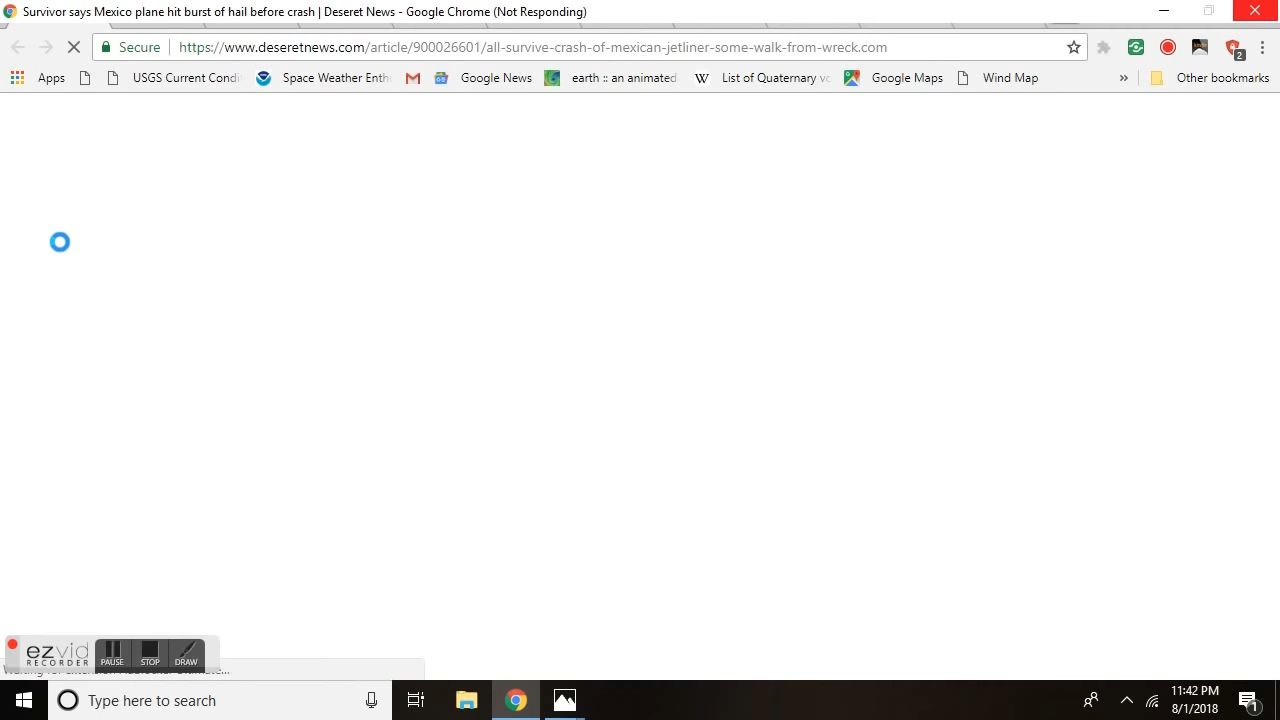 Survivor says Mexico plane hit burst of hail before crash | Deseret News - Google Chrome (Not Responding)
Secure https://www.deseretnews.com/article/900026601/all-survive-crash-of-mexican-jetliner-some-walk-from-wreck.com
2
Apps USGS Current Condi Space Weather Enth Google News earth :: an animated W List of Quaternary vo Google Maps Wind Map » Other bookmarks
ezvid
RECORDER PAUSE STOP DRAW
Type here to search
11:42 PM
8/1/2018
1